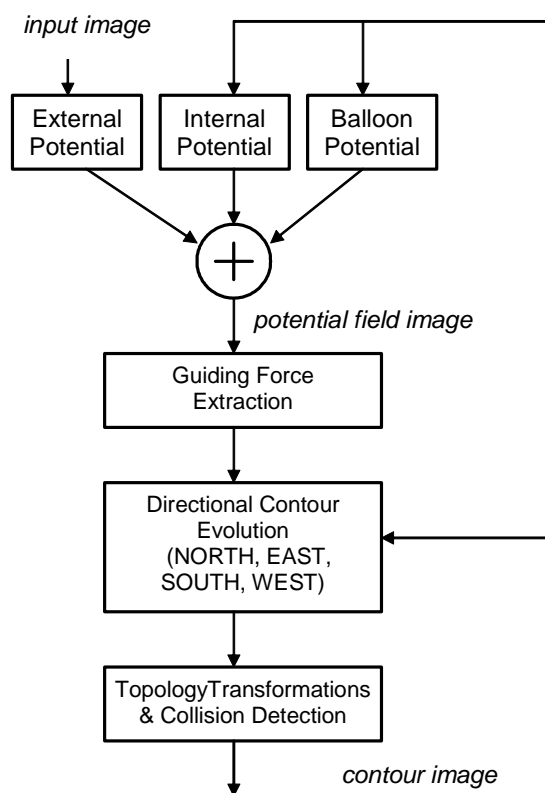 input image
External
Potential
Internal
Potential
Balloon
Potential
potential field image
Guiding Force
Extraction
Directional Contour
Evolution
(NORTH, EAST,
SOUTH, WEST)
TopologyTransformations
& Collision Detection
contour image